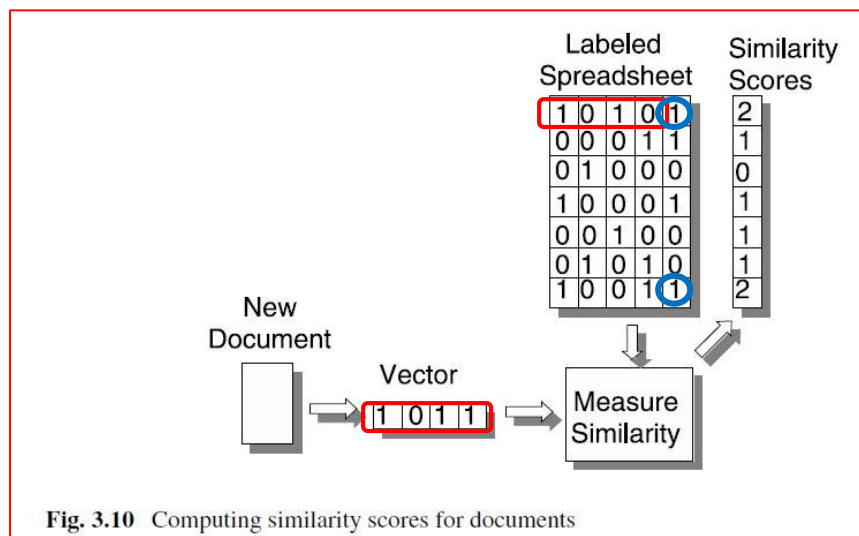 Labeled
Spreadsheet
Similarity
Scores
1 0 1 0 1 2
0 0 0 1 1 1
0 1 0 0 0 0
1 0 0 0 1 1
0 0 1 0 0 1
0 1 0 1 0 1
1 0 0 1 1 2
New
Document
Vector
1 0 1 1
Measure
Similarity
Fig. 3.10 Computing similarity scores for documents